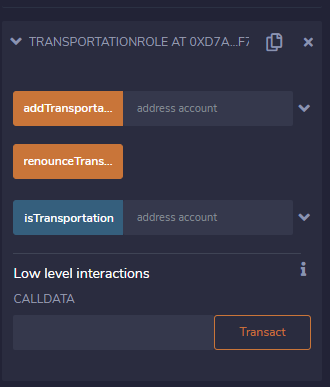 TRANSPORTATIONROLE AT 0XD7A...F7
addTransporta...
address account
renounceTrans...
isTransportation
address account
Low level interactions
i
CALLDATA
Transact